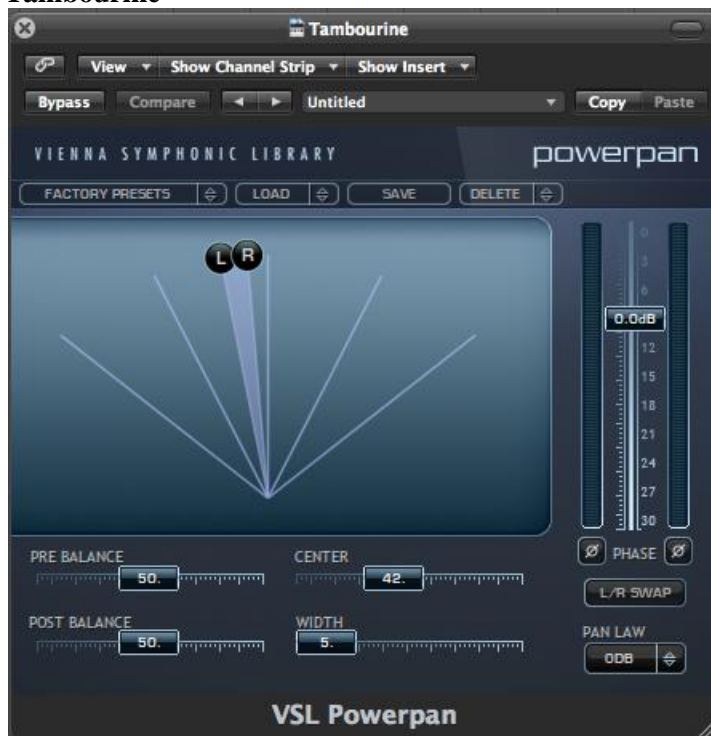 Tambourine
Tambourine
View Show Channel Strip Show Insert
Bypass Compare Untitled Copy Paste
VIENNA SYMPHONIC LIBRARY powerpan
FACTORY PRESETS LOAD SAVE DELETE
L R
0
3
6
0.0dB
12
15
18
21
24
27
30
Ø PHASE Ø
PRE BALANCE CENTER
50. 42.
L/R SWAP
POST BALANCE WIDTH
50. 5.
PAN LAW
0DB
VSL Powerpan